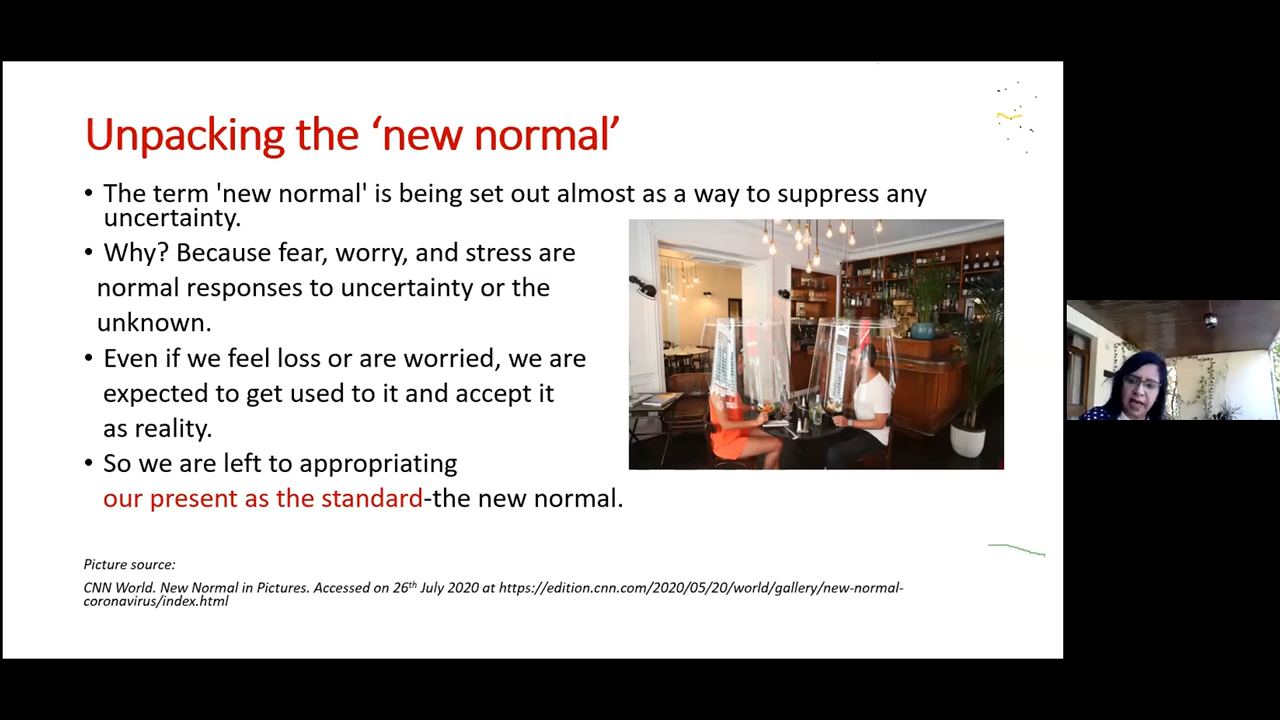 Unpacking the ‘new normal’
• The term 'new normal' is being set out almost as a way to suppress any
uncertainty.
• Why? Because fear, worry, and stress are
normal responses to uncertainty or the
unknown.
• Even if we feel loss or are worried, we are
expected to get used to it and accept it
as reality.
• So we are left to appropriating
our present as the standard-the new normal.
Picture source:
CNN World. New Normal in Pictures. Accessed on 26th July 2020 at https://edition.cnn.com/2020/05/20/world/gallery/new-normal-
coronavirus/index.html